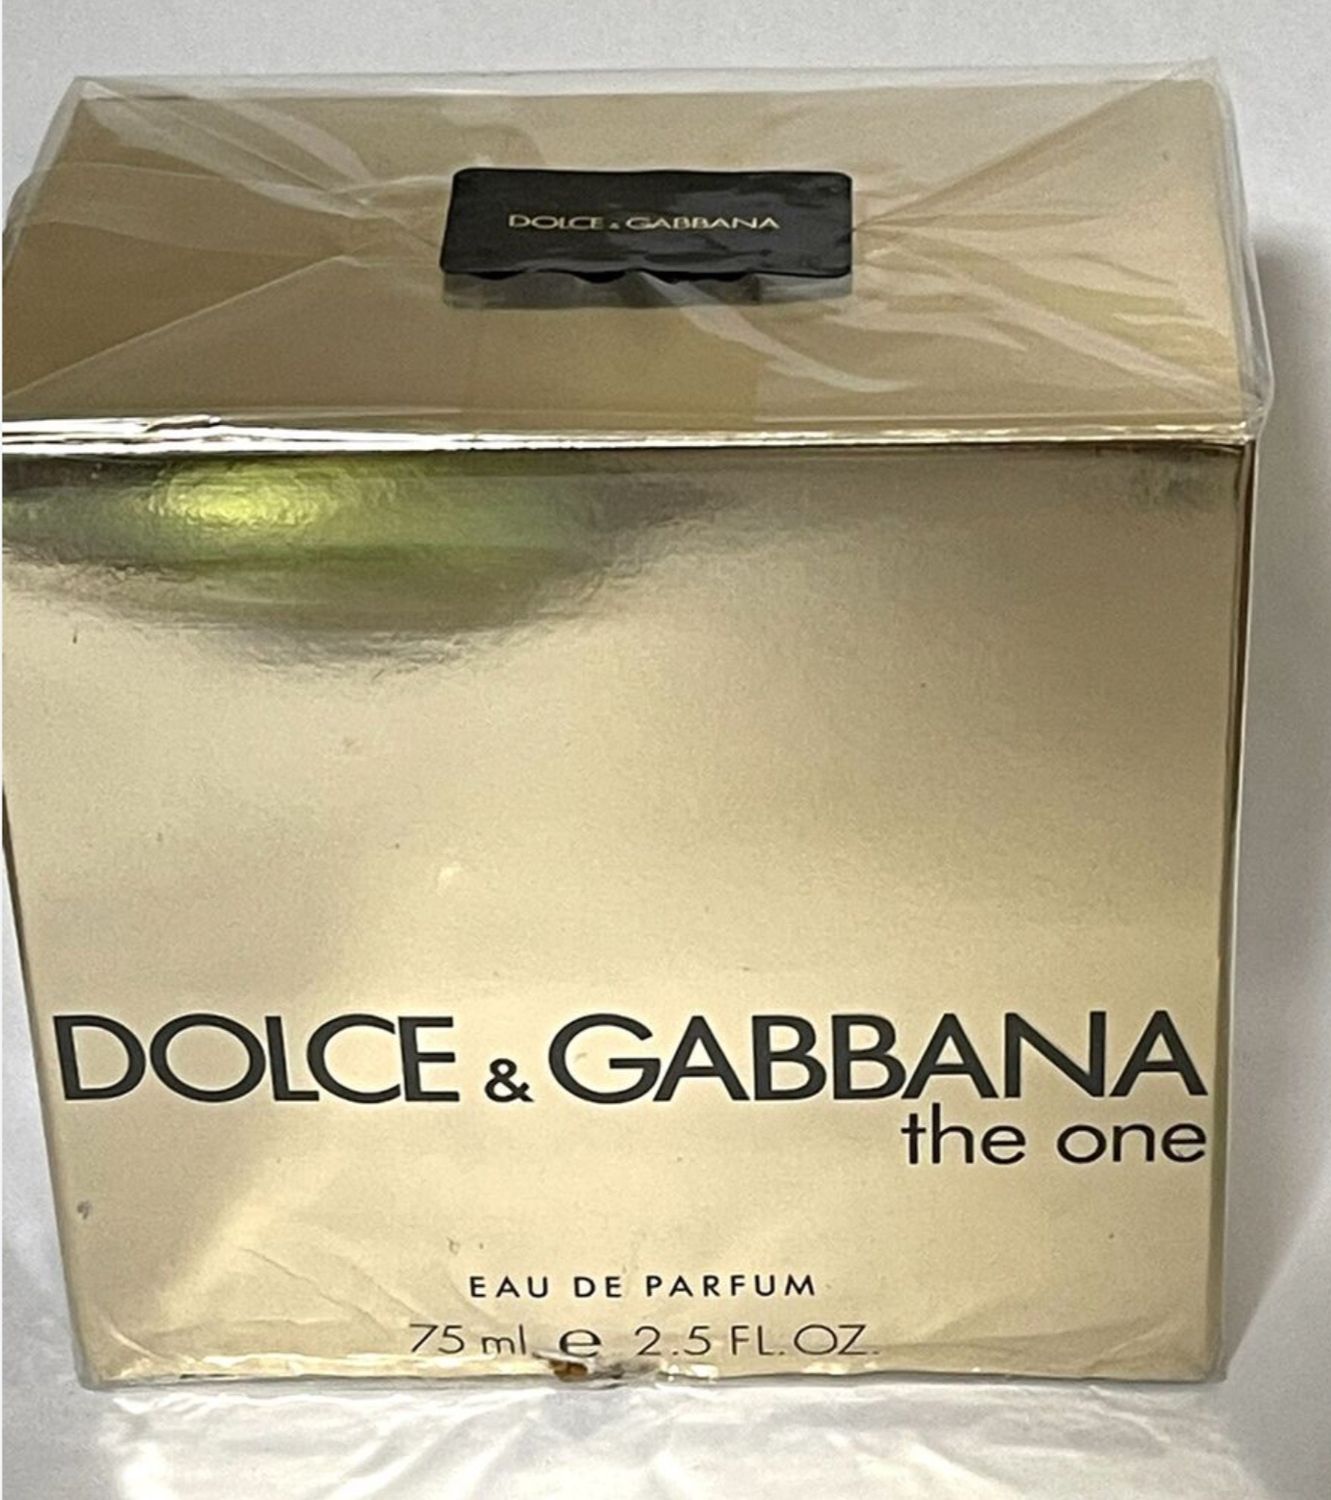 DOLCE & GABBANA
DOLCE & GABBANA
the one
EAU DE PARFUM
75 ml e 2.5 FL.OZ.